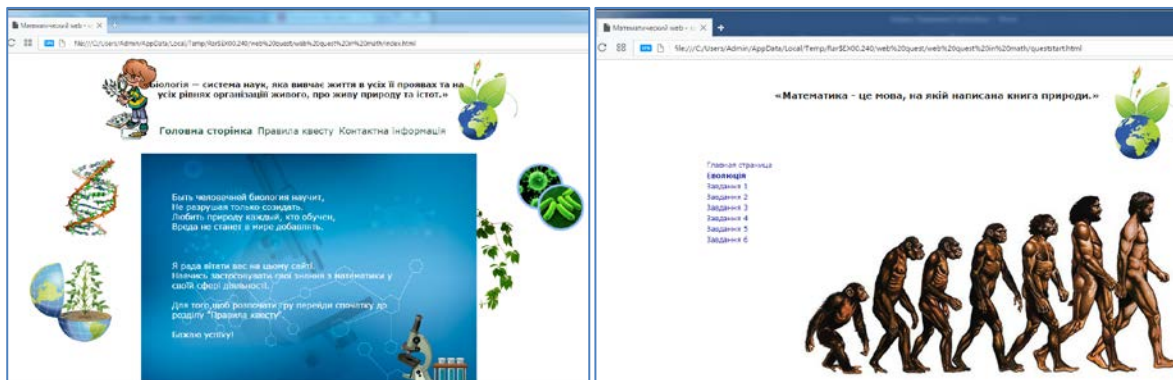 Математический web -
file:///C:/Users/Admin/AppData/Local/Temp/Rar$EX00.240/web%20quest/web%20quest%20in%20math/index.html
Біологія — система наук, яка вивчає життя в усіх її проявах та на
усіх рівнях організації живого, про живу природу та істот.»
Головна сторінка Правила квесту Контактна інформація
Быть человечней биология научит,
Не разрушая только созидать.
Любить природу каждый, кто обучен,
Вреда не станет в мире добавлять.
Я рада вітати вас на цьому сайті.
Навчись застосовувати свої знання з математики у
своїй сфері діяльності.
Для того щоб розпочати гру перейди спочатку до
розділу "Правила квесту"
Бажаю успіху!
Математический web -
file:///C:/Users/Admin/AppData/Local/Temp/Rar$EX00.240/web%20quest/web%20quest%20in%20math/queststart.html
«Математика - це мова, на якій написана книга природи.»
Главная страница
Еволюція
Завдання 1
Завдання 2
Завдання 3
Завдання 4
Завдання 5
Завдання 6